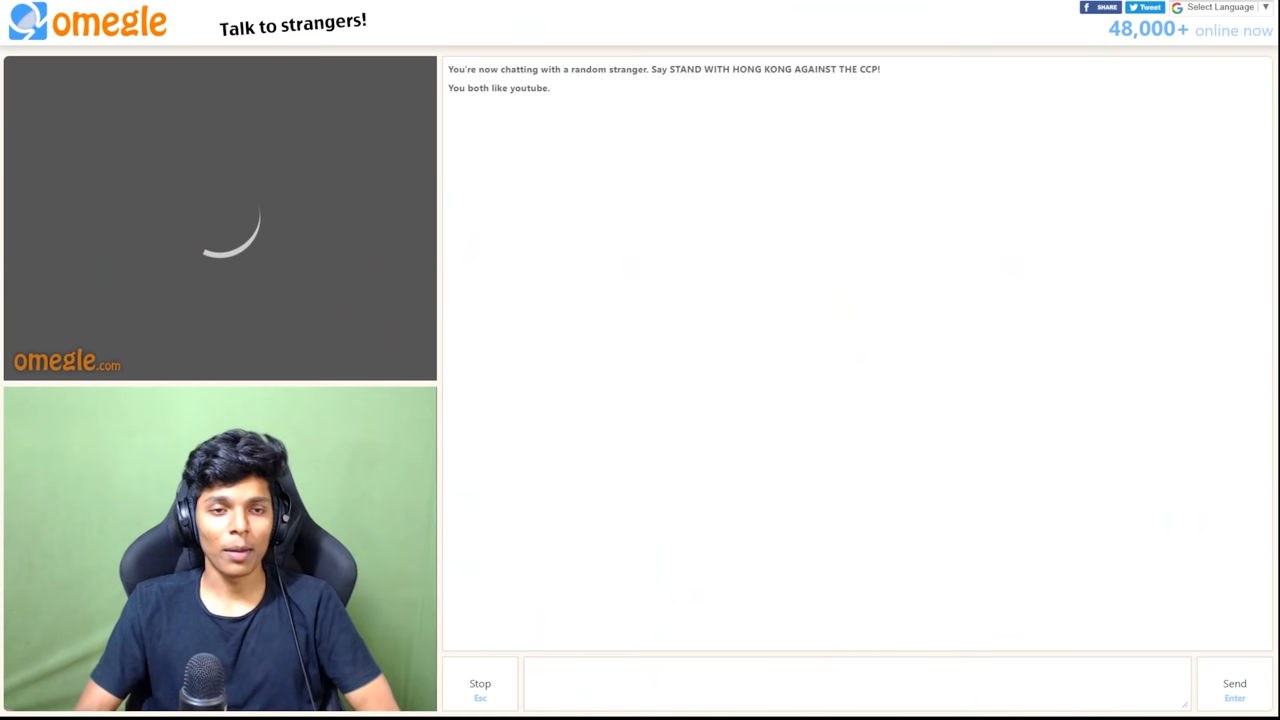 omegle
Talk to strangers!
SHARE
Tweet
Select Language
48,000+ online now
You're now chatting with a random stranger. Say STAND WITH HONG KONG AGAINST THE CCP!
You both like youtube.
omegle.com
Stop
Esc
Send
Enter